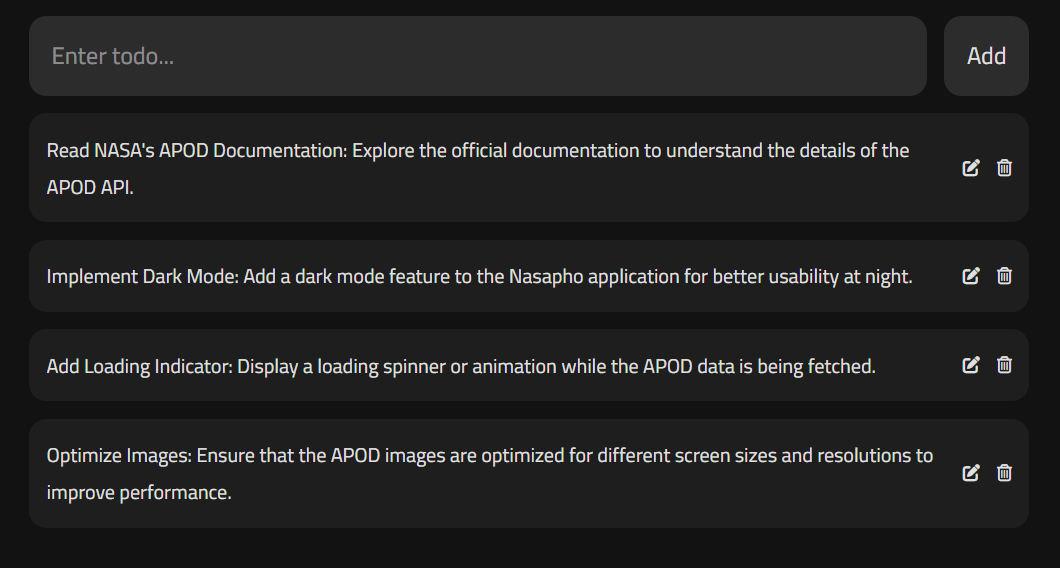 Enter todo...
Add
Read NASA's APOD Documentation: Explore the official documentation to understand the details of the
APOD API.
Implement Dark Mode: Add a dark mode feature to the Nasapho application for better usability at night.
Add Loading Indicator: Display a loading spinner or animation while the APOD data is being fetched.
Optimize Images: Ensure that the APOD images are optimized for different screen sizes and resolutions to
improve performance.